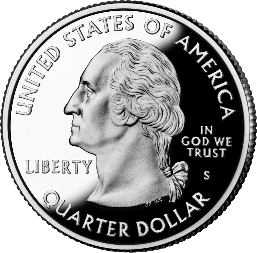 UNITED STATES OF AMERICA
LIBERTY
IN
GOD WE
TRUST
S
QUARTER DOLLAR